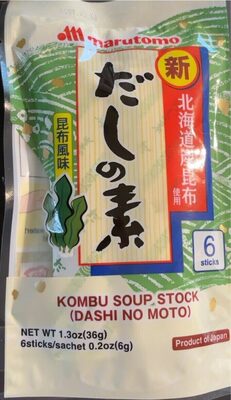 marutomo
新
北海道産昆布
使用
だしの素
昆布風味
6
sticks
KOMBU SOUP STOCK
(DASHI NO MOTO)
NET WT 1.3oz(36g)
6sticks/sachet 0.2oz(6g)
Product of Japan